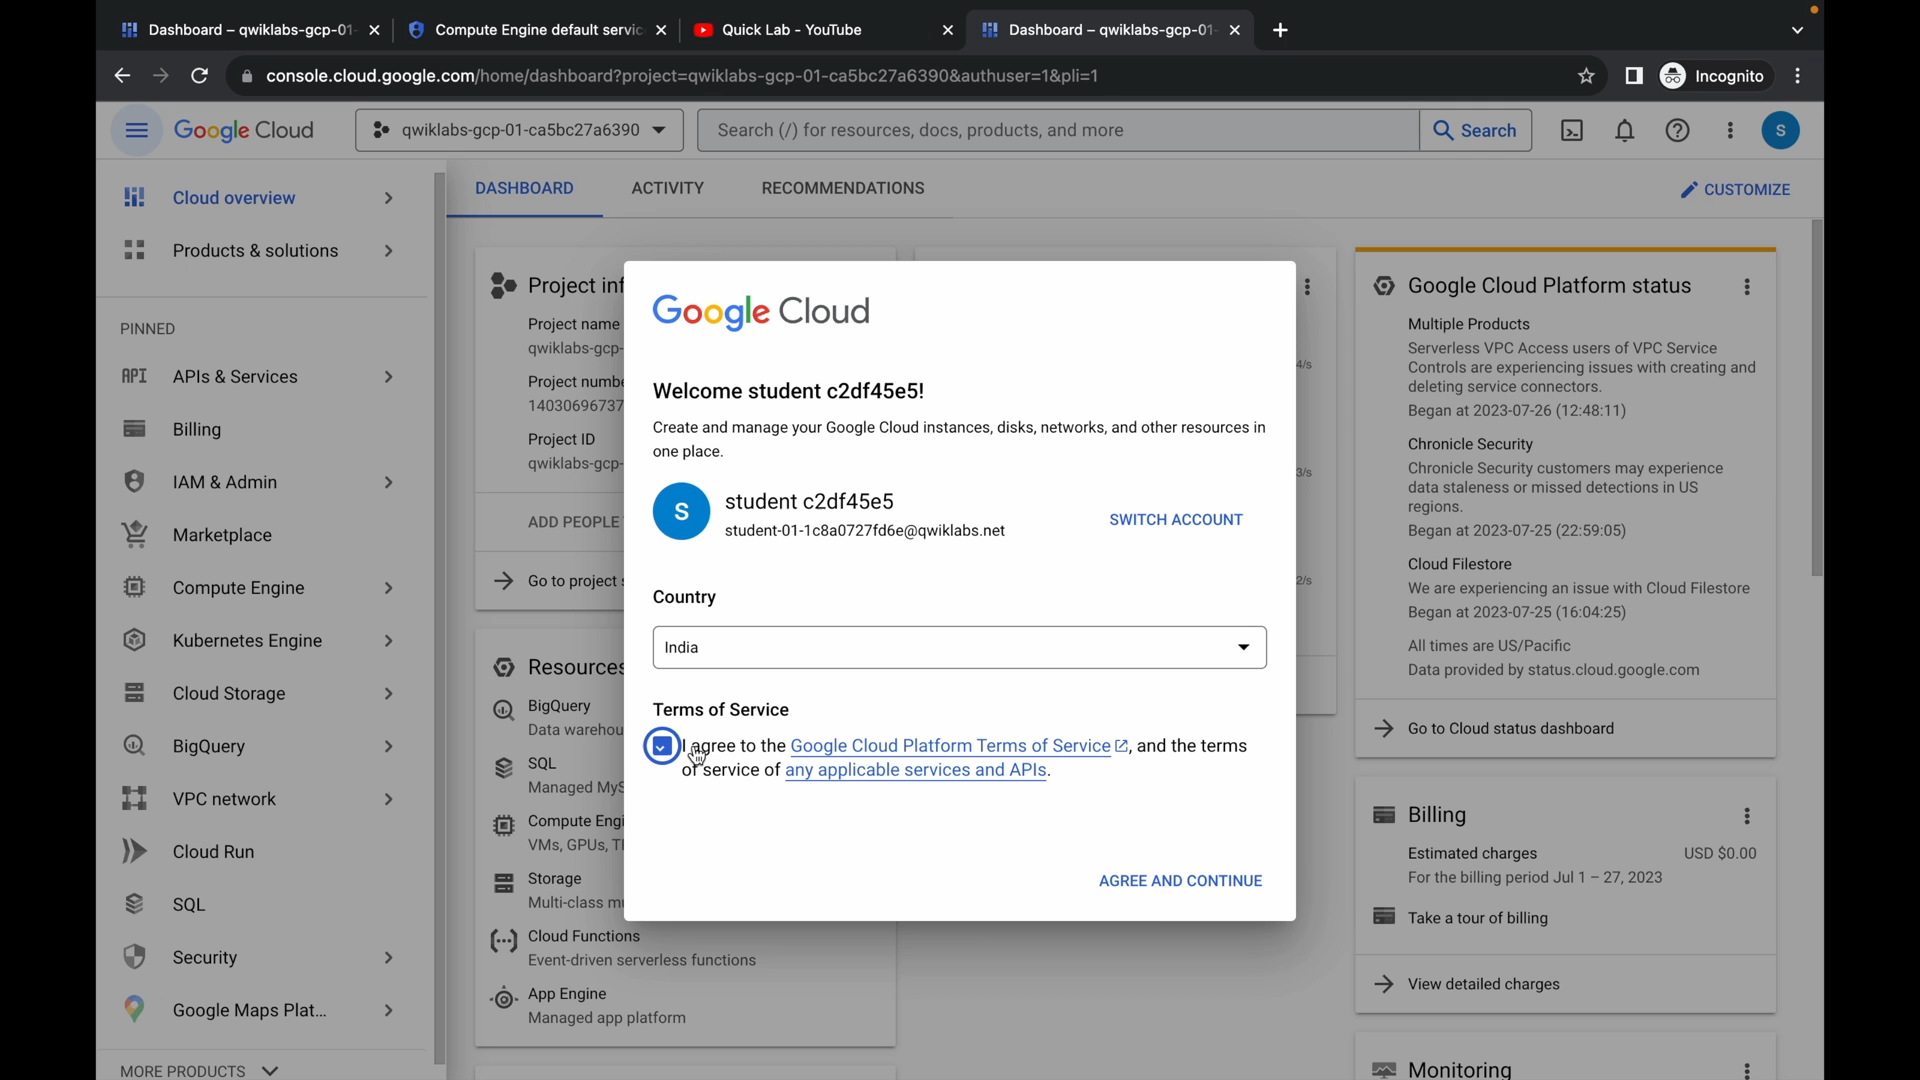 Dashboard – qwiklabs-gcp-01-
Compute Engine default servic
Quick Lab - YouTube
Dashboard – qwiklabs-gcp-01-
console.cloud.google.com/home/dashboard?project=qwiklabs-gcp-01-ca5bc27a6390&authuser=1&pli=1
Incognito
Google Cloud
qwiklabs-gcp-01-ca5bc27a6390
Search (/) for resources, docs, products, and more
Search
S
Cloud overview
Products & solutions
PINNED
API APIs & Services
Billing
IAM & Admin
Marketplace
Compute Engine
Kubernetes Engine
Cloud Storage
BigQuery
VPC network
Cloud Run
SQL
Security
Google Maps Plat...
MORE PRODUCTS
DASHBOARD
ACTIVITY
RECOMMENDATIONS
CUSTOMIZE
Project inf
Project name
qwiklabs-gcp-
Project numbe
14030696737
Project ID
qwiklabs-gcp-
ADD PEOPLE
Go to project s
Resources
BigQuery
Data warehou
SQL
Managed MyS
Compute Engi
VMs, GPUs, T
Storage
Multi-class mu
Cloud Functions
Event-driven serverless functions
App Engine
Managed app platform
4/s
3/s
2/s
Google Cloud
Welcome student c2df45e5!
Create and manage your Google Cloud instances, disks, networks, and other resources in
one place.
S
student c2df45e5
student-01-1c8a0727fd6e@qwiklabs.net
SWITCH ACCOUNT
Country
India
Terms of Service
I agree to the Google Cloud Platform Terms of Service, and the terms
of service of any applicable services and APIs.
AGREE AND CONTINUE
Google Cloud Platform status
Multiple Products
Serverless VPC Access users of VPC Service
Controls are experiencing issues with creating and
deleting service connectors.
Began at 2023-07-26 (12:48:11)
Chronicle Security
Chronicle Security customers may experience
data staleness or missed detections in US
regions.
Began at 2023-07-25 (22:59:05)
Cloud Filestore
We are experiencing an issue with Cloud Filestore
Began at 2023-07-25 (16:04:25)
All times are US/Pacific
Data provided by status.cloud.google.com
Go to Cloud status dashboard
Billing
Estimated charges
USD $0.00
For the billing period Jul 1 – 27, 2023
Take a tour of billing
View detailed charges
Monitoring